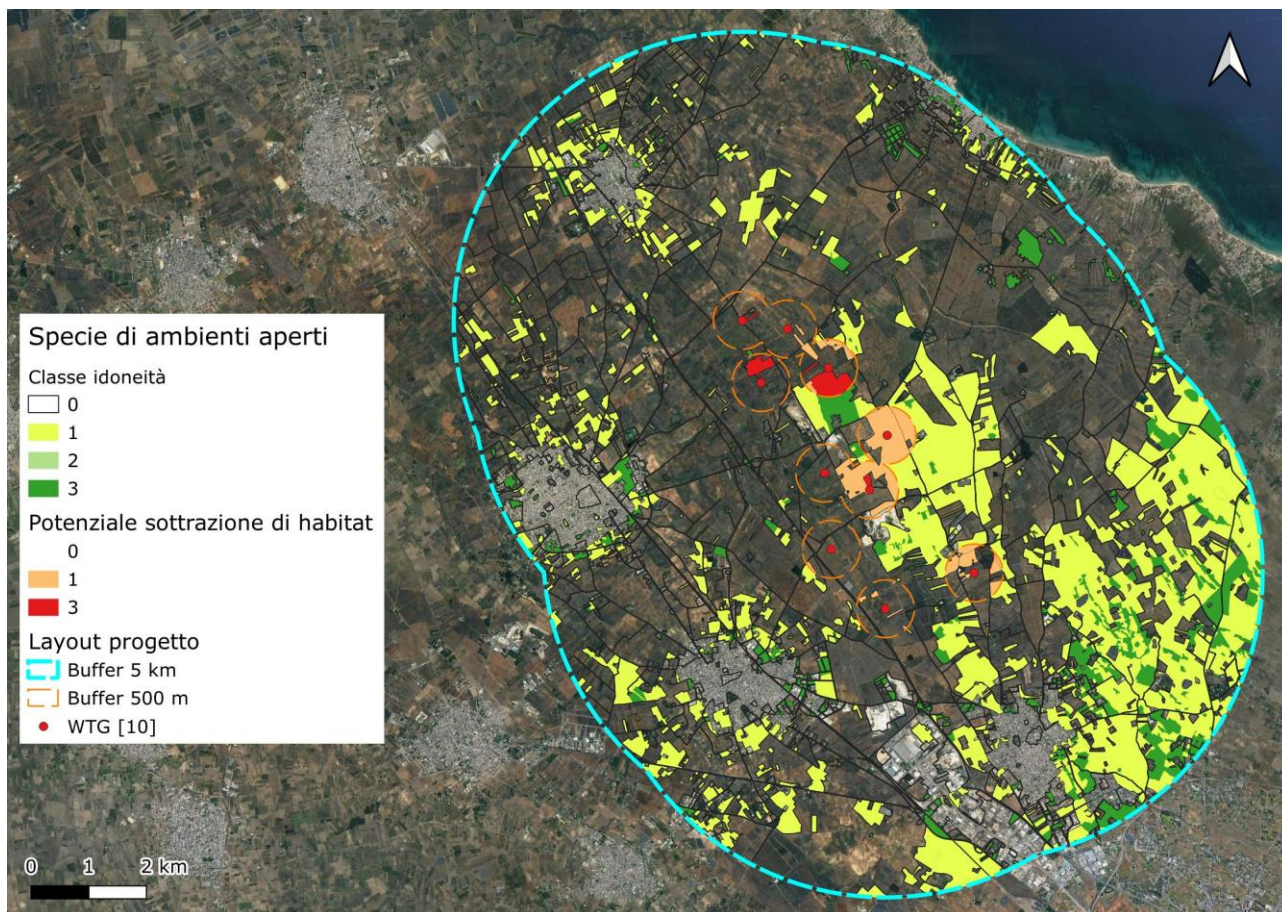 Specie di ambienti aperti
Classe idoneità
0
1
2
3
Potenziale sottrazione di habitat
0
1
3
Layout progetto
Buffer 5 km
Buffer 500 m
WTG [10]
0 1 2 km